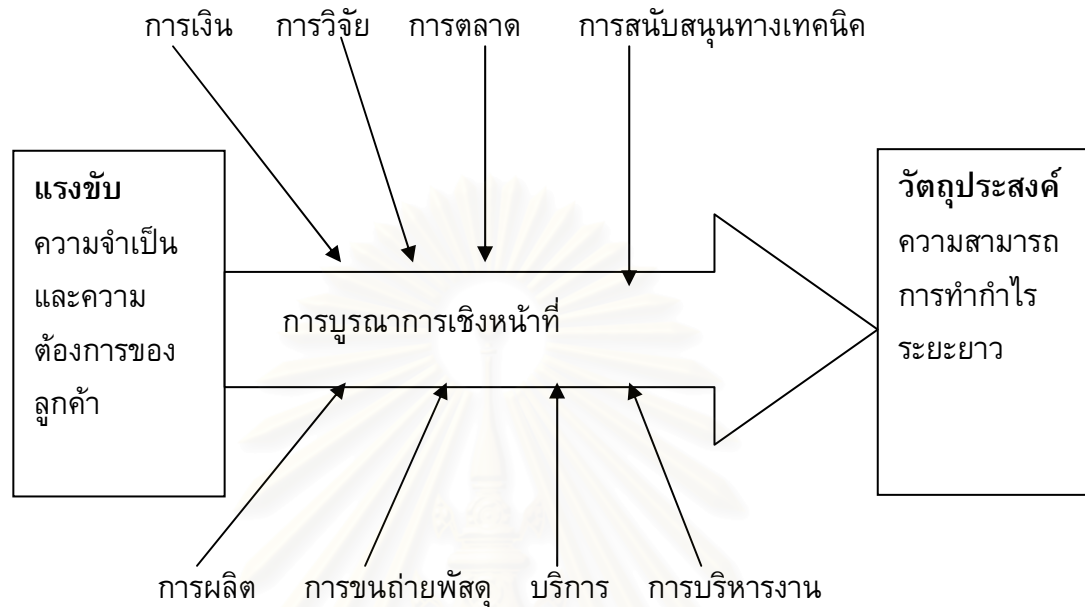 การเงิน การวิจัย การตลาด การสนับสนุนทางเทคนิค
แรงขับ
ความจำเป็น
และความ
ต้องการของ
ลูกค้า
การบูรณาการเชิงหน้าที่
วัตถุประสงค์
ความสามารถ
การทำกำไร
ระยะยาว
การผลิต การขนถ่ายพัสดุ บริการ การบริหารงาน